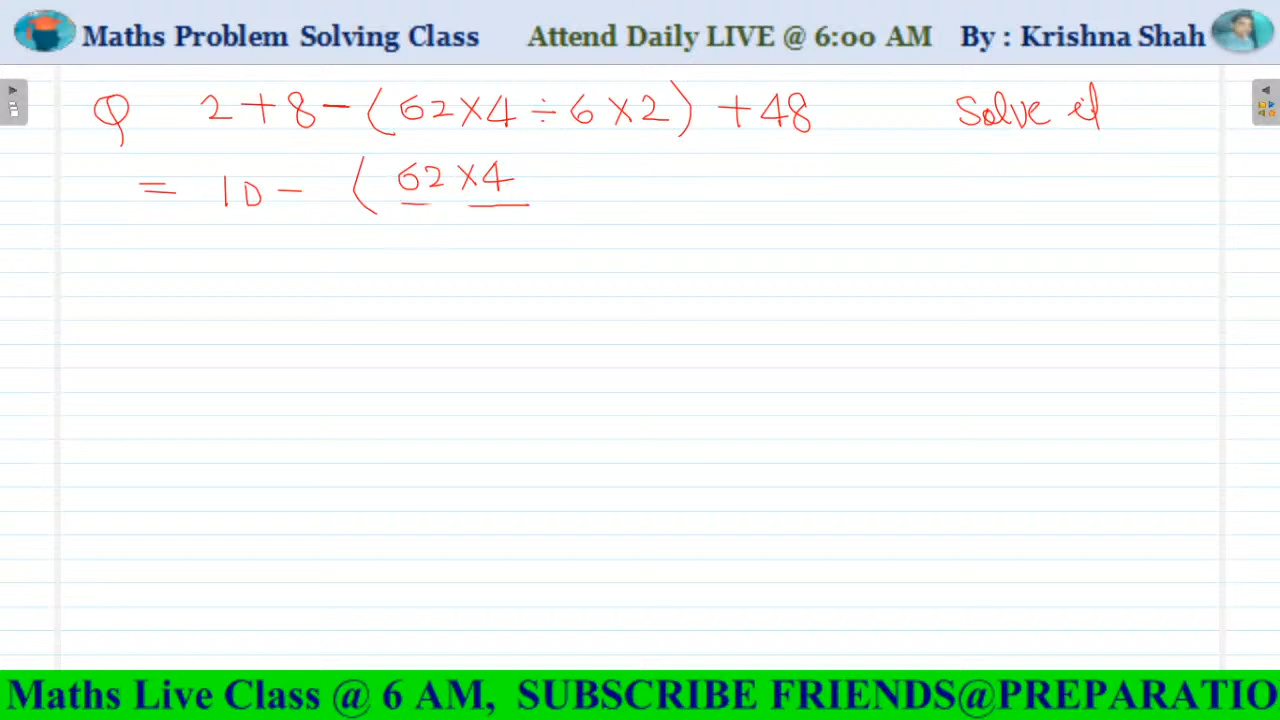 Maths Problem Solving Class Attend Daily LIVE @ 6:00 AM By : Krishna Shah
Q 2+8-(62×4÷6×2)+48 Solve it
= 10-(62×4
Maths Live Class @ 6 AM, SUBSCRIBE FRIENDS@PREPARATIO